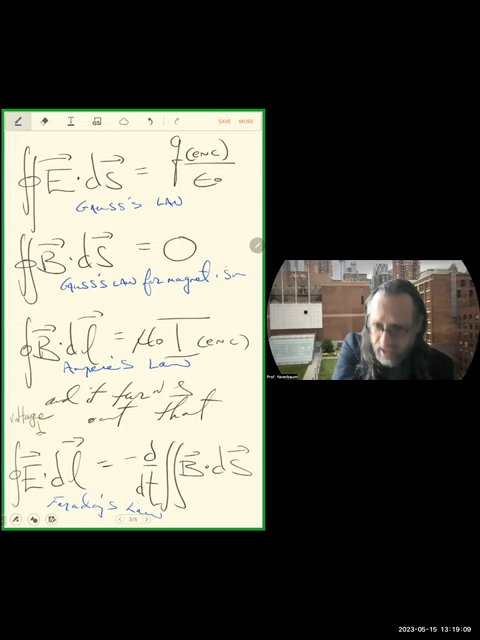 SAVE MORE
∯ E⃗ · dS⃗ = q(enc) / ε₀
Gauss's Law
∯ B⃗ · dS⃗ = 0
Gauss's Law for magnetism
∮ B⃗ · dl⃗ = μ₀ I (enc)
Ampere's Law
and it turns
out that
voltage
∮ E⃗ · dl⃗ = - d/dt ∬ B⃗ · dS⃗
Faraday's Law
3/5
Prof. Yaverbaum
2023-05-15 13:19:09